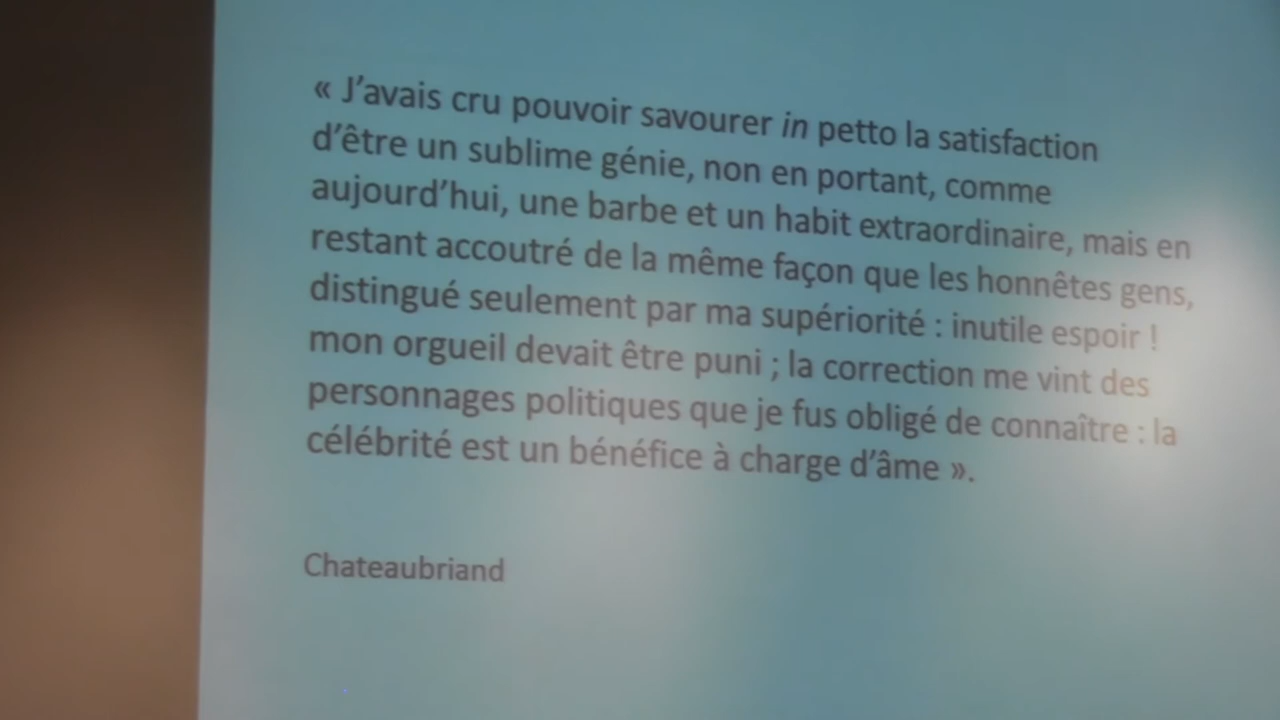 « J’avais cru pouvoir savourer in petto la satisfaction
d’être un sublime génie, non en portant, comme
aujourd’hui, une barbe et un habit extraordinaire, mais en
restant accoutré de la même façon que les honnêtes gens,
distingué seulement par ma supériorité : inutile espoir !
mon orgueil devait être puni ; la correction me vint des
personnages politiques que je fus obligé de connaître : la
célébrité est un bénéfice à charge d’âme ».
Chateaubriand